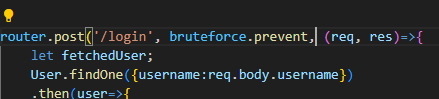 router.post('/login', bruteforce.prevent, (req, res)=>{
let fetchedUser;
User.findOne({username:req.body.username})
.then(user=>{